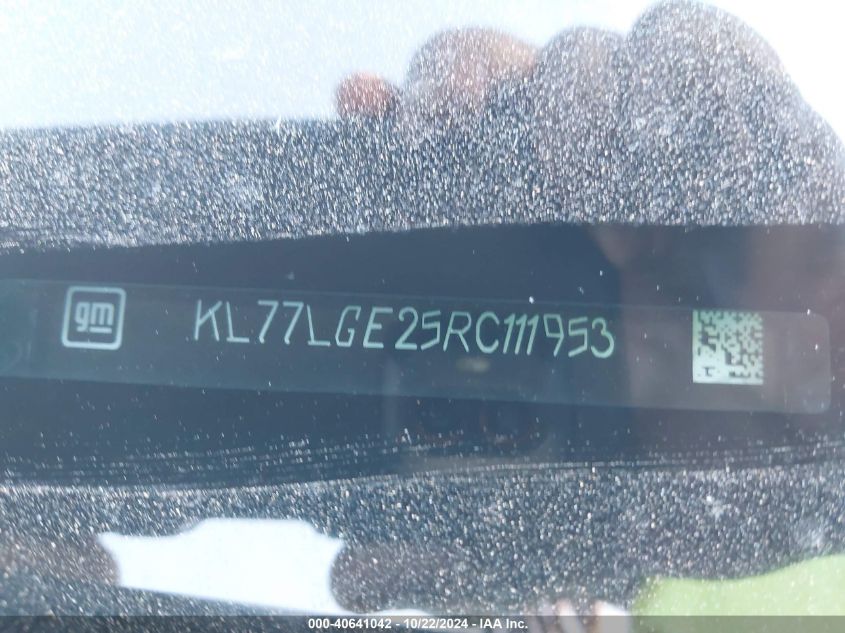 gm KL77LGE25RC111953
000-40641042 - 10/22/2024 - IAA Inc.